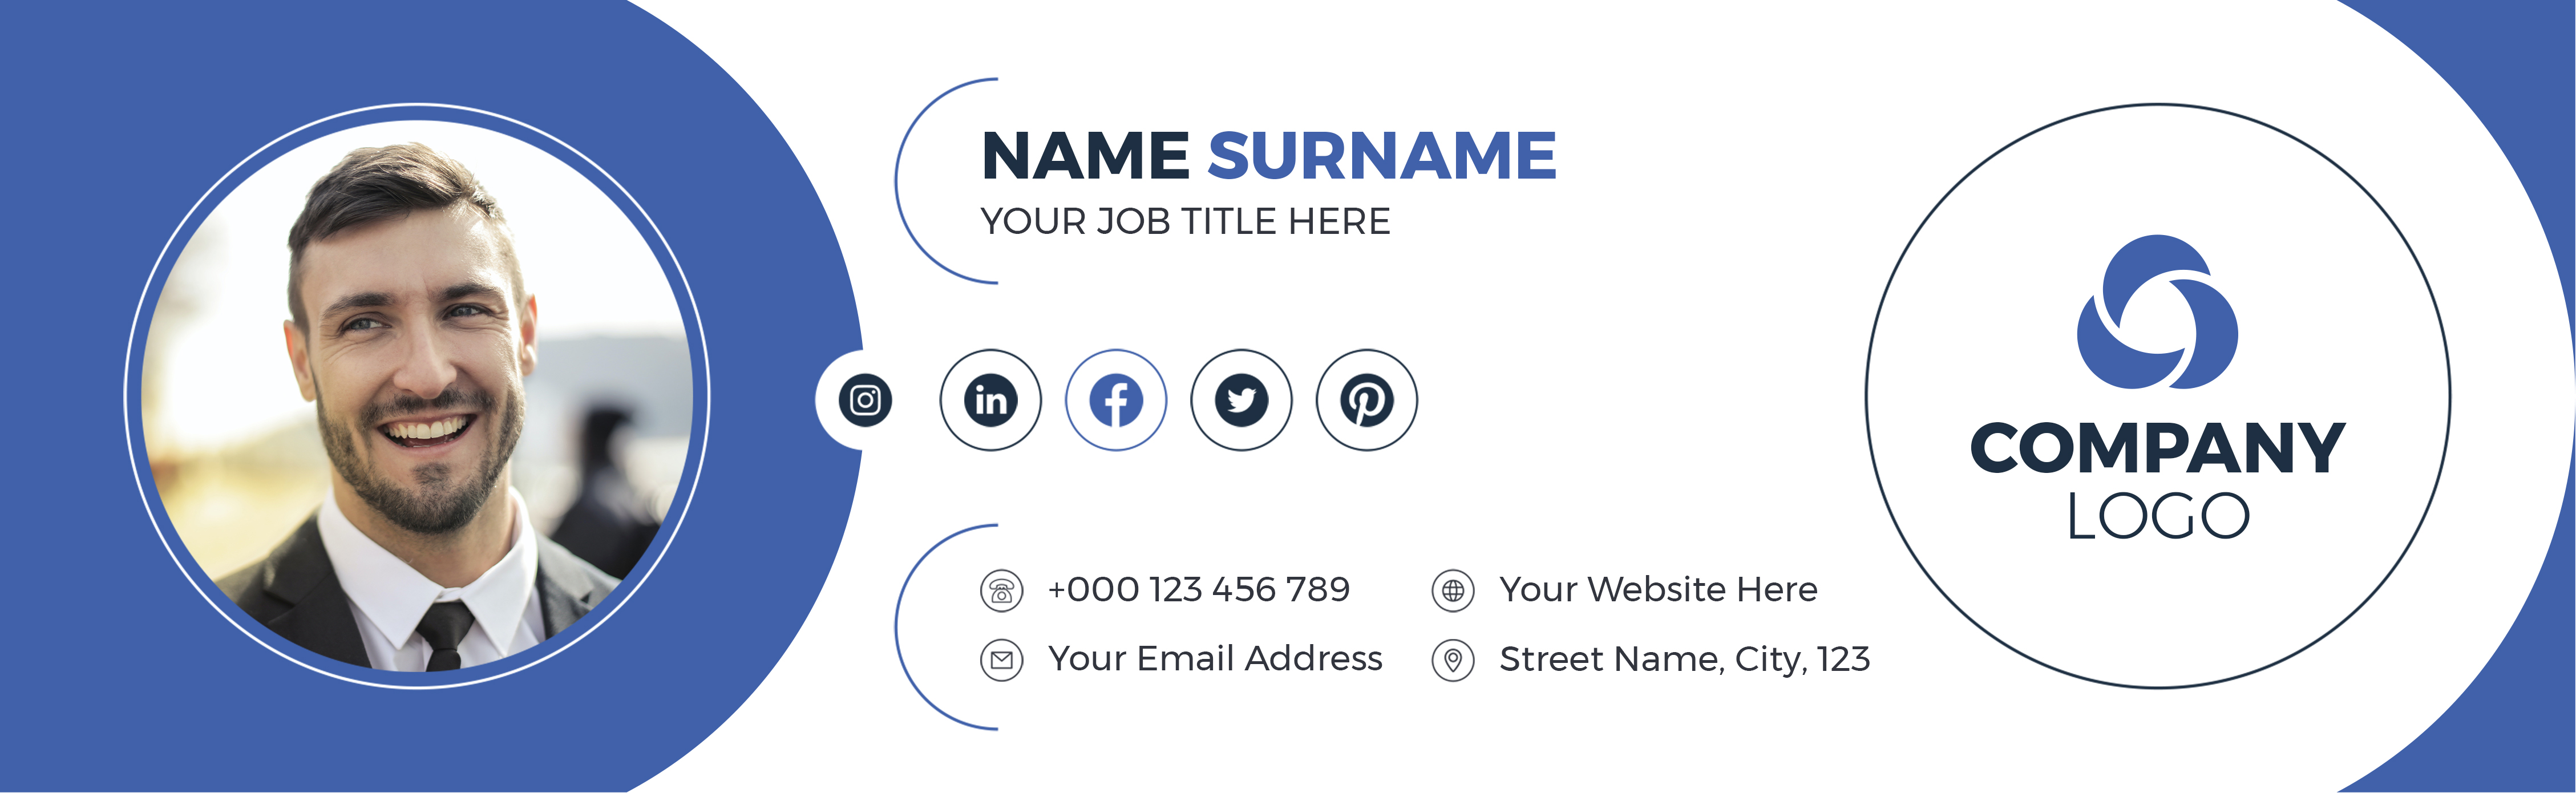 NAME SURNAME
YOUR JOB TITLE HERE
in
+000 123 456 789
Your Website Here
Your Email Address
Street Name, City, 123
COMPANY
LOGO